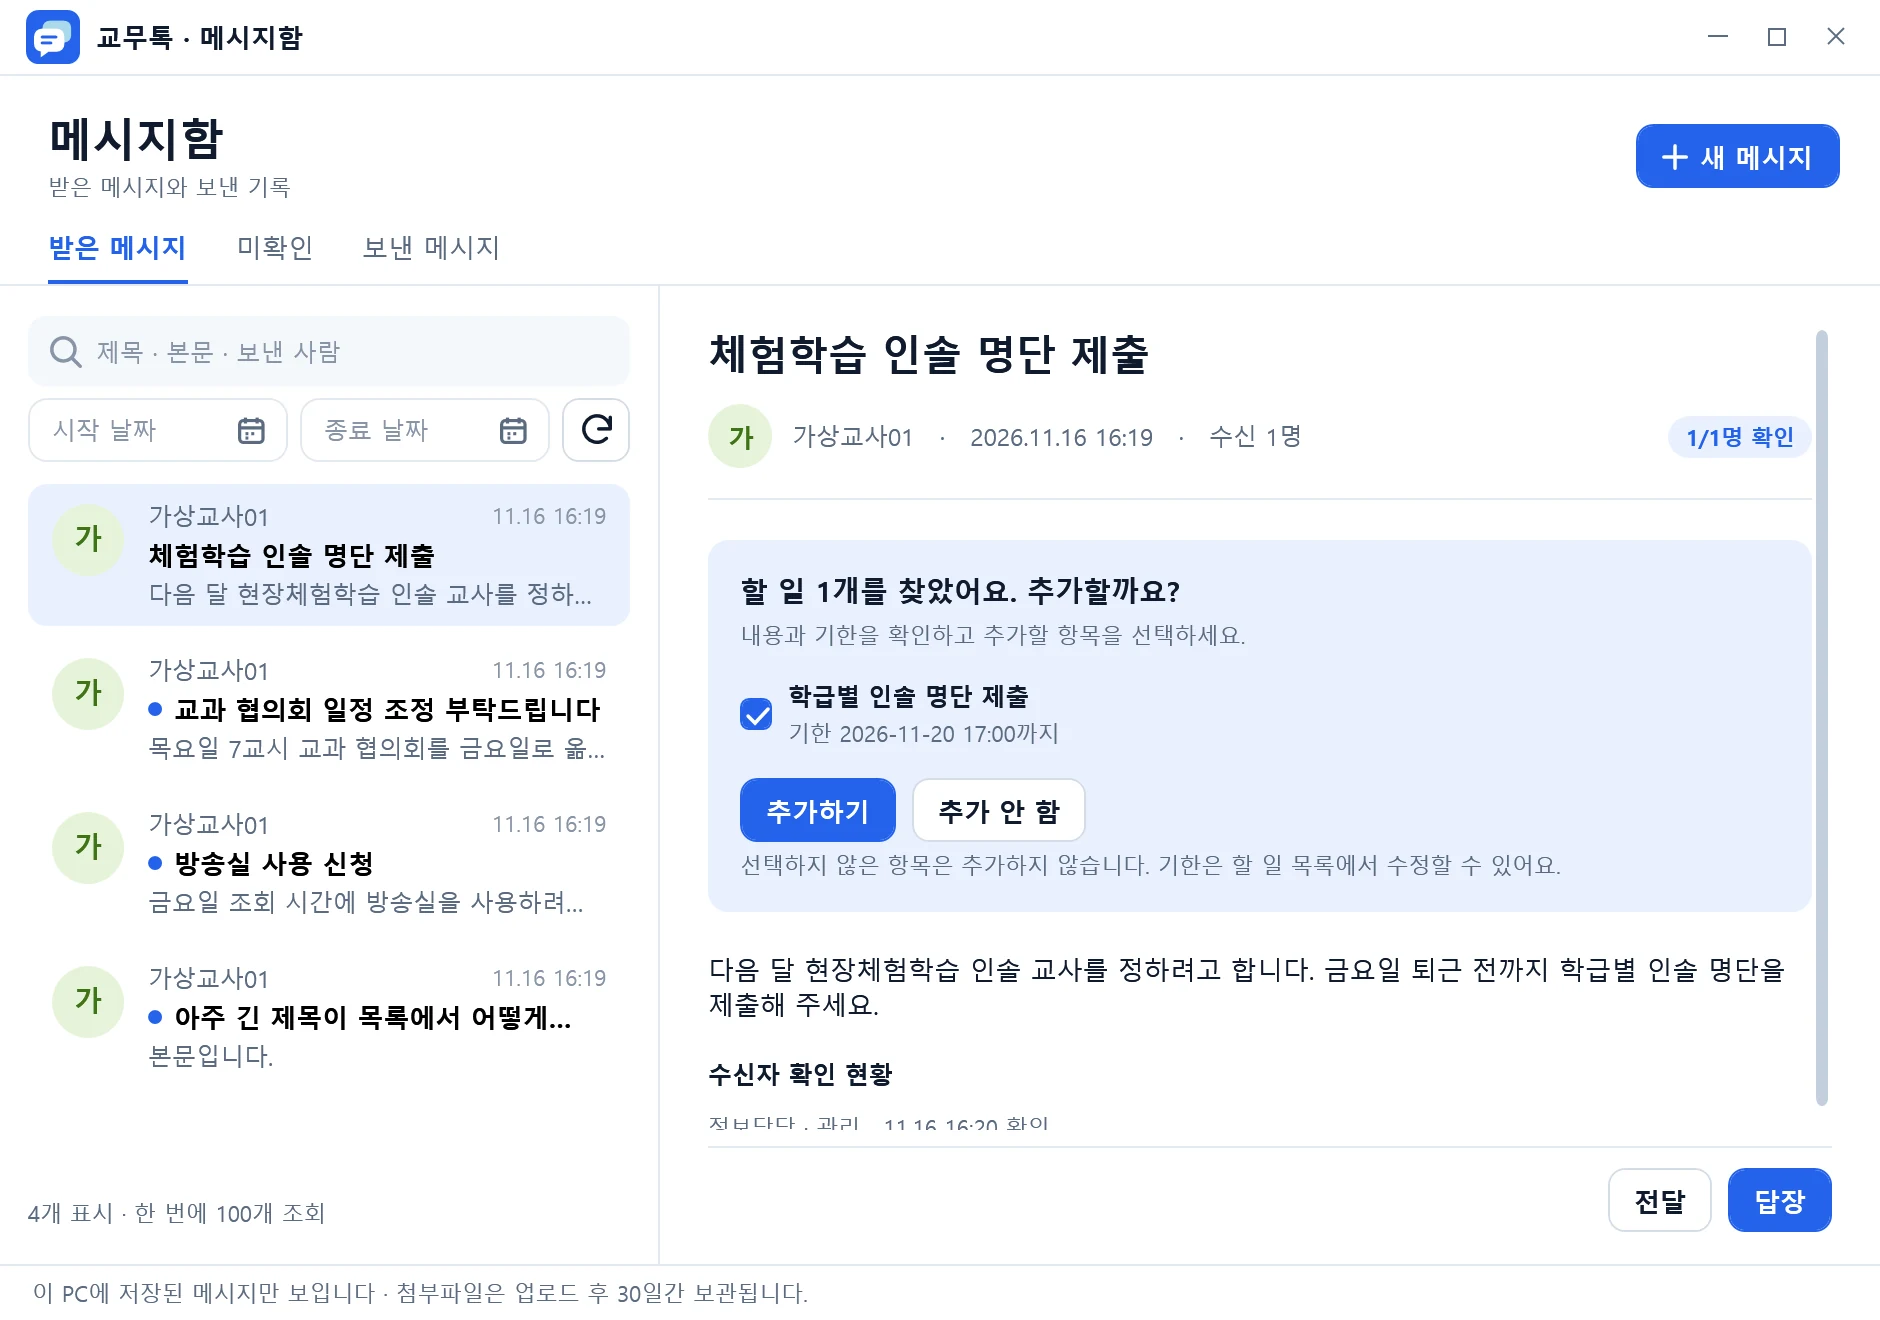 교무톡 · 메시지함
메시지함
받은 메시지와 보낸 기록
새 메시지
받은 메시지
미확인
보낸 메시지
제목 · 본문 · 보낸 사람
시작 날짜
종료 날짜
가
가상교사01
11.16 16:19
체험학습 인솔 명단 제출
다음 달 현장체험학습 인솔 교사를 정하...
가
가상교사01
11.16 16:19
교과 협의회 일정 조정 부탁드립니다
목요일 7교시 교과 협의회를 금요일로 옮...
가
가상교사01
11.16 16:19
방송실 사용 신청
금요일 조회 시간에 방송실을 사용하려...
가
가상교사01
11.16 16:19
아주 긴 제목이 목록에서 어떻게...
본문입니다.
4개 표시 · 한 번에 100개 조회
체험학습 인솔 명단 제출
가
가상교사01 · 2026.11.16 16:19 · 수신 1명
1/1명 확인
할 일 1개를 찾았어요. 추가할까요?
내용과 기한을 확인하고 추가할 항목을 선택하세요.
학급별 인솔 명단 제출
기한 2026-11-20 17:00까지
추가하기
추가 안 함
선택하지 않은 항목은 추가하지 않습니다. 기한은 할 일 목록에서 수정할 수 있어요.
다음 달 현장체험학습 인솔 교사를 정하려고 합니다. 금요일 퇴근 전까지 학급별 인솔 명단을
제출해 주세요.
수신자 확인 현황
정보담당 · 관리 11.16 16:20 확인
전달
답장
이 PC에 저장된 메시지만 보입니다 · 첨부파일은 업로드 후 30일간 보관됩니다.